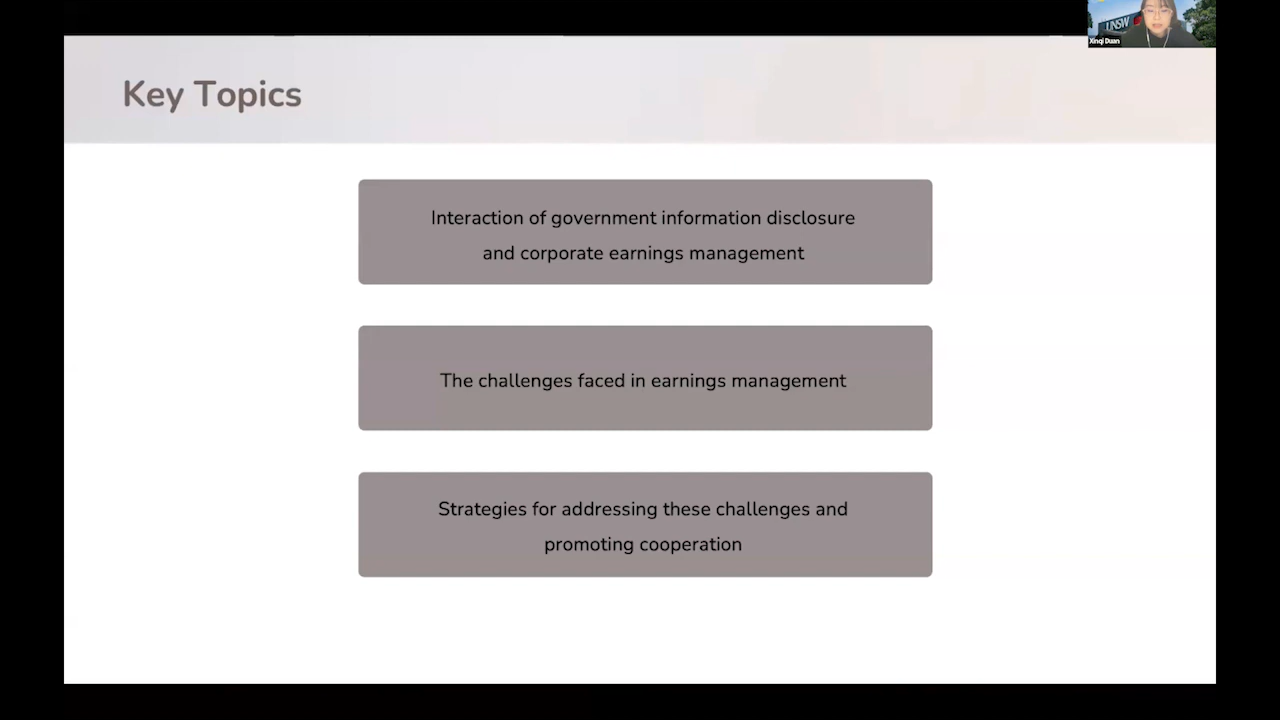 UNSW
Xinqi Duan
Key Topics
Interaction of government information disclosure
and corporate earnings management
The challenges faced in earnings management
Strategies for addressing these challenges and
promoting cooperation